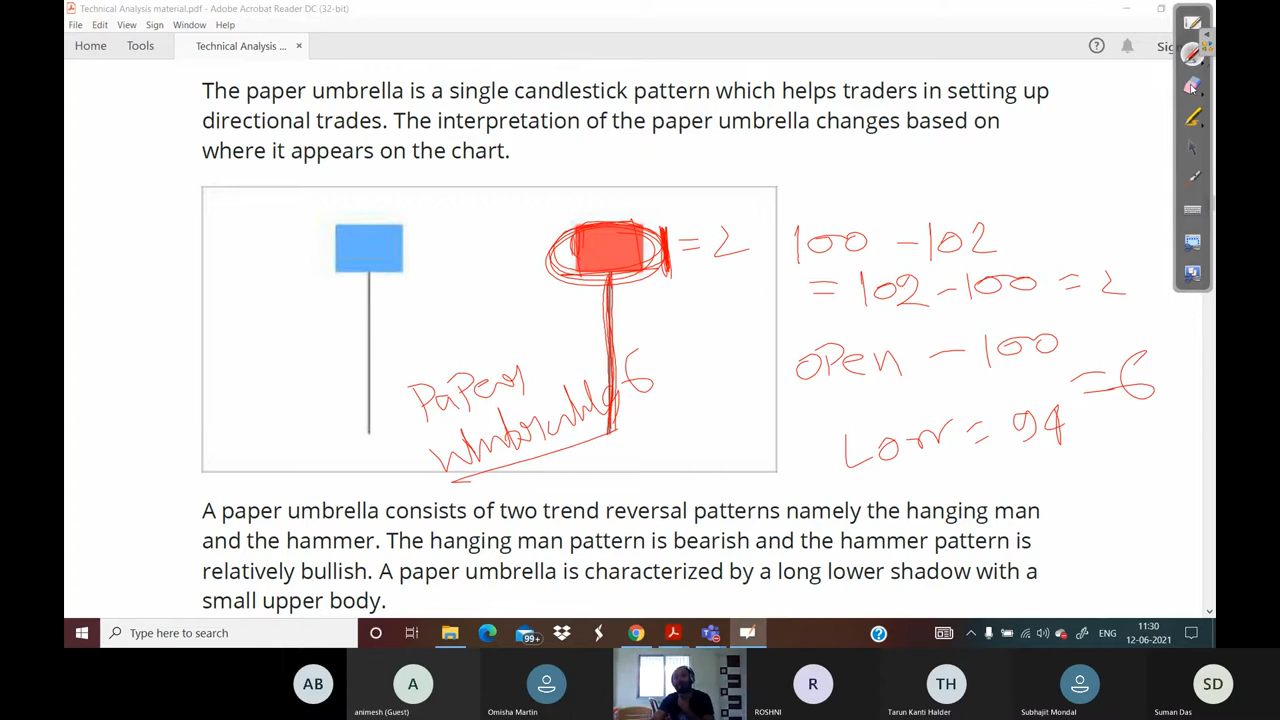 Technical Analysis material.pdf - Adobe Acrobat Reader DC (32-bit)
File Edit View Sign Window Help
Home Tools Technical Analysis ... × Sig
The paper umbrella is a single candlestick pattern which helps traders in setting up
directional trades. The interpretation of the paper umbrella changes based on
where it appears on the chart.
= 2
100 - 102
= 102 - 100 = 2
open - 100
= 6
Low = 94
6
Paper
umbrella
A paper umbrella consists of two trend reversal patterns namely the hanging man
and the hammer. The hanging man pattern is bearish and the hammer pattern is
relatively bullish. A paper umbrella is characterized by a long lower shadow with a
small upper body.
Type here to search
99+
ENG
11:30
12-06-2021
AB
A
R
TH
SD
animesh (Guest)
Omisha Martin
ROSHNI
Tarun Kanti Halder
Subhajit Mondal
Suman Das